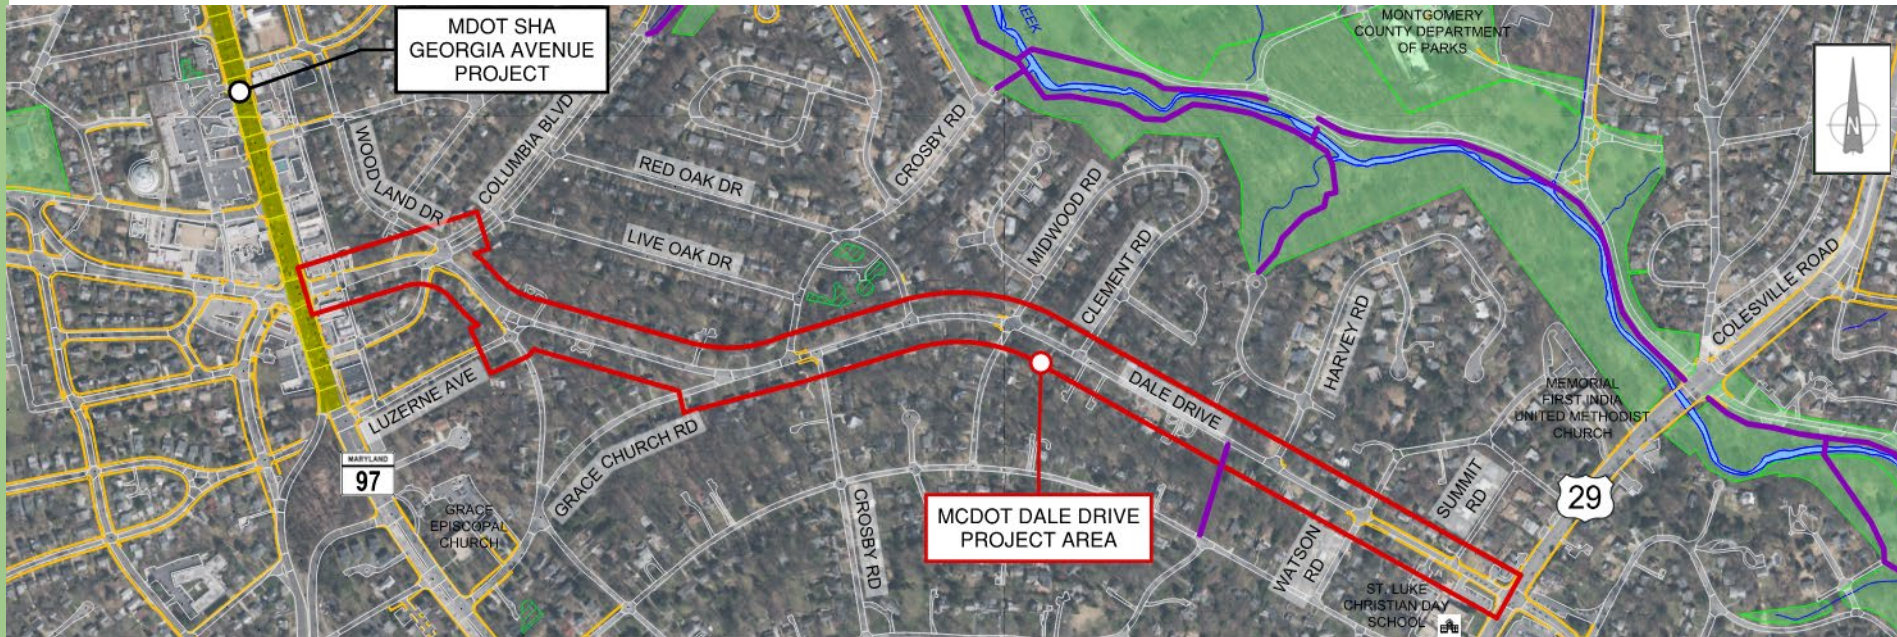 MDOT SHA
GEORGIA AVENUE
PROJECT
MONTGOMERY
COUNTY DEPARTMENT
OF PARKS
N
WOOD LAND DR
COLUMBIA BLVD
RED OAK DR
LIVE OAK DR
CROSBY RD
MIDWOOD RD
CLEMENT RD
HARVEY RD
COLESVILLE ROAD
LUZERNE AVE
GRACE CHURCH RD
DALE DRIVE
MEMORIAL
FIRST INDIA
UNITED METHODIST
CHURCH
MARYLAND
97
GRACE
EPISCOPAL
CHURCH
CROSBY RD
MCDOT DALE DRIVE
PROJECT AREA
SUMMIT
RD
29
WATSON
RD
ST. LUKE
CHRISTIAN DAY
SCHOOL